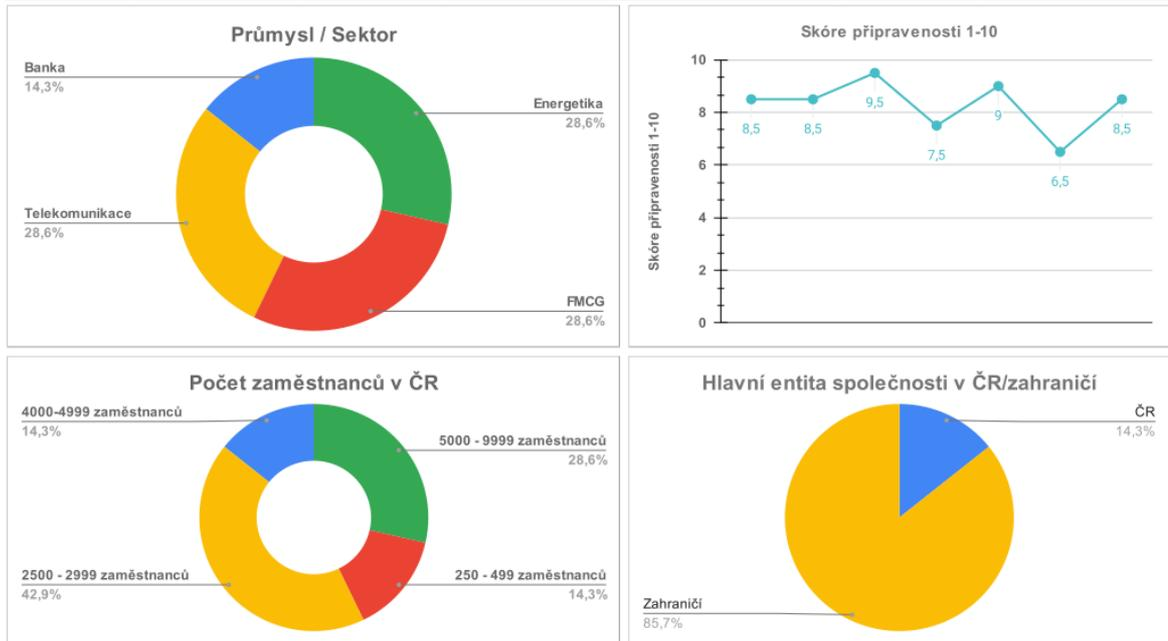 Průmysl / Sektor
Banka
14,3%
Energetika
28,6%
Telekomunikace
28,6%
FMCG
28,6%
Skóre připravenosti 1-10
Skóre připravenosti 1-10
10
8
6
4
2
0
8,5
8,5
9,5
7,5
9
6,5
8,5
Počet zaměstnanců v ČR
4000-4999 zaměstnanců
14,3%
5000 - 9999 zaměstnanců
28,6%
2500 - 2999 zaměstnanců
42,9%
250 - 499 zaměstnanců
14,3%
Hlavní entita společnosti v ČR/zahraničí
ČR
14,3%
Zahraničí
85,7%